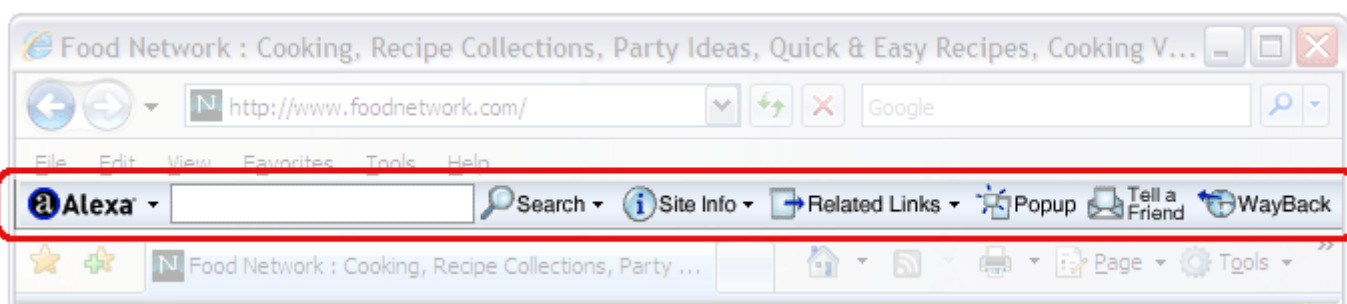 Food Network : Cooking, Recipe Collections, Party Ideas, Quick & Easy Recipes, Cooking V...
N http://www.foodnetwork.com/ Google
File Edit View Favorites Tools Help
a Alexa Search Site Info Related Links Popup Tell a Friend WayBack
N Food Network : Cooking, Recipe Collections, Party ... Page Tools »